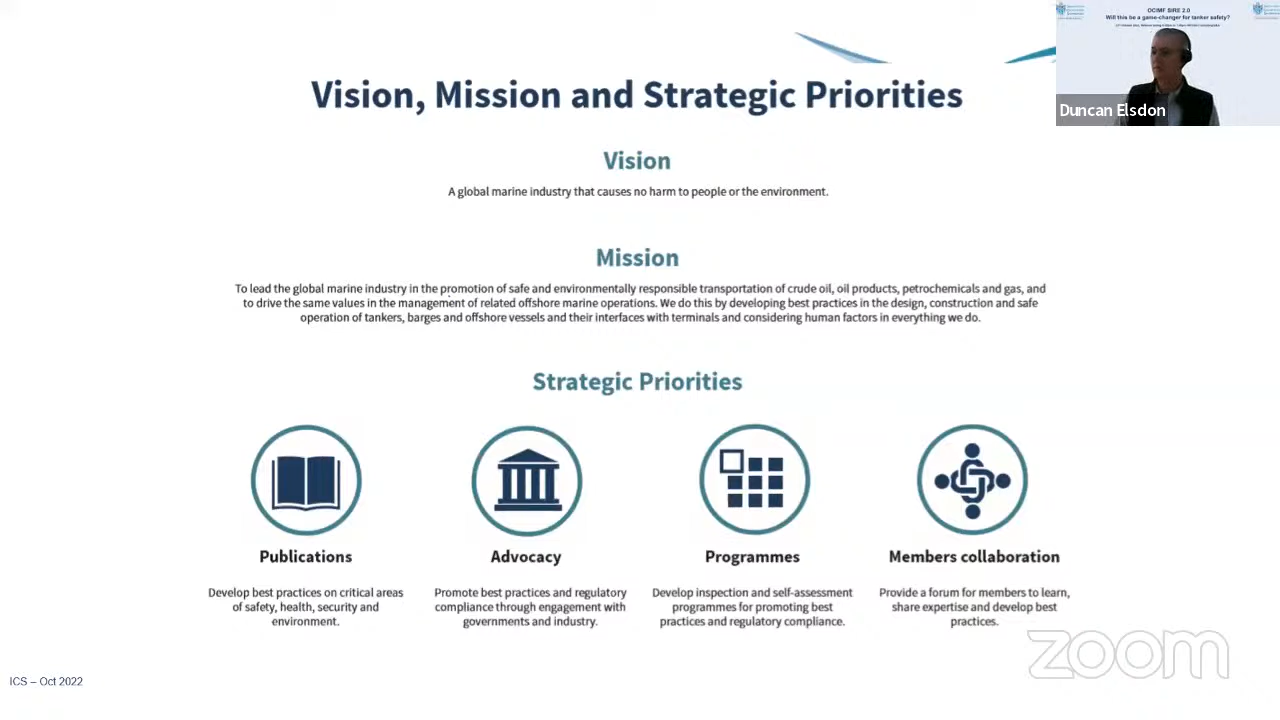 OCIMF SIRE 2.0
Will this be a game-changer for tanker safety?
Duncan Elsdon
Vision, Mission and Strategic Priorities
Vision
A global marine industry that causes no harm to people or the environment.
Mission
To lead the global marine industry in the promotion of safe and environmentally responsible transportation of crude oil, oil products, petrochemicals and gas, and
to drive the same values in the management of related offshore marine operations. We do this by developing best practices in the design, construction and safe
operation of tankers, barges and offshore vessels and their interfaces with terminals and considering human factors in everything we do.
Strategic Priorities
Publications
Develop best practices on critical areas
of safety, health, security and
environment.
Advocacy
Promote best practices and regulatory
compliance through engagement with
governments and industry.
Programmes
Develop inspection and self-assessment
programmes for promoting best
practices and regulatory compliance.
Members collaboration
Provide a forum for members to learn,
share expertise and develop best
practices.
zoom
ICS – Oct 2022